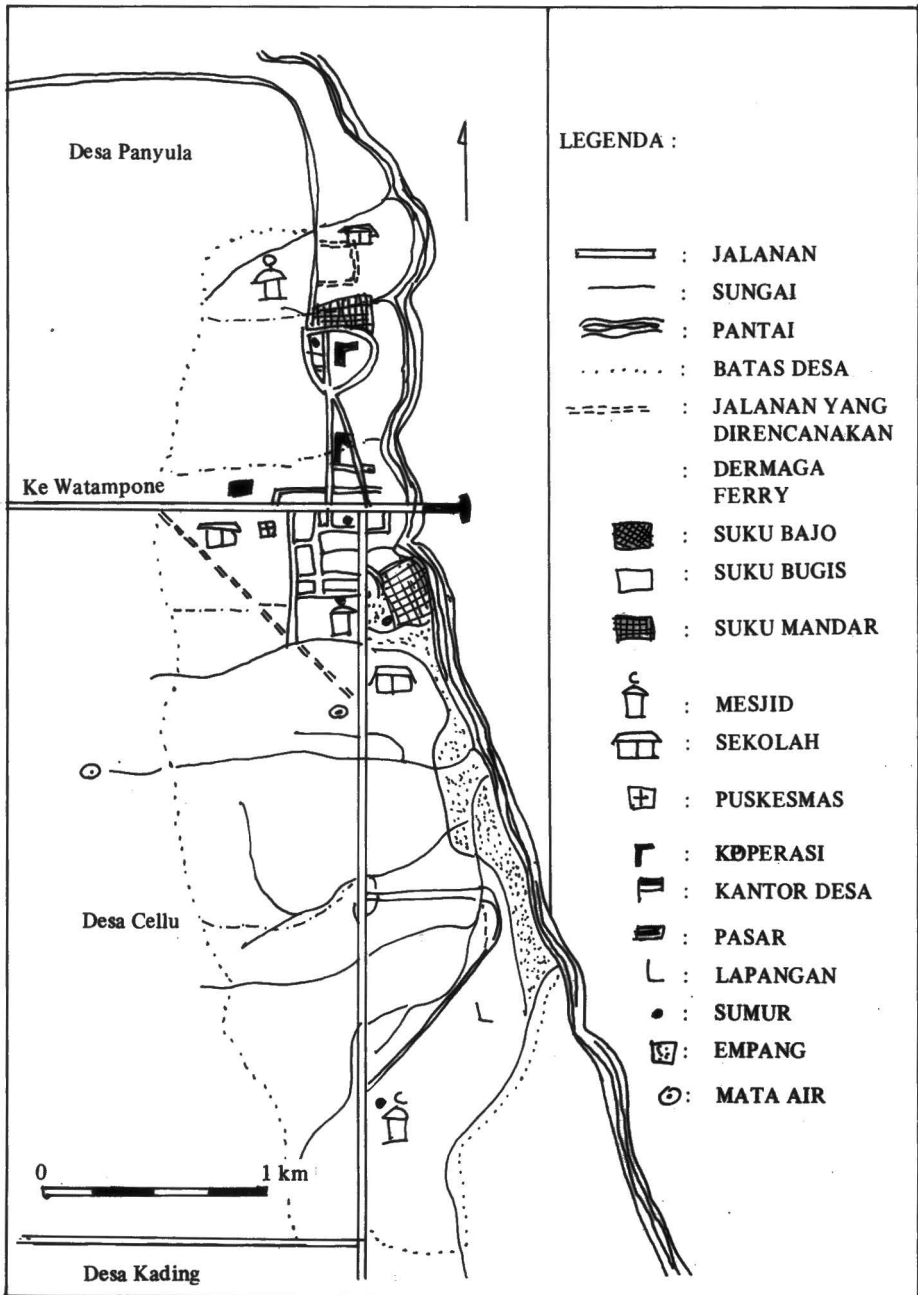 Desa Panyula
Ke Watampone
Desa Cellu
0 1 km
Desa Kading
LEGENDA :
: JALANAN
: SUNGAI
: PANTAI
: BATAS DESA
: JALANAN YANG
DIRENCANAKAN
: DERMAGA
FERRY
: SUKU BAJO
: SUKU BUGIS
: SUKU MANDAR
: MESJID
: SEKOLAH
: PUSKESMAS
: KOPERASI
: KANTOR DESA
: PASAR
: LAPANGAN
: SUMUR
: EMPANG
: MATA AIR